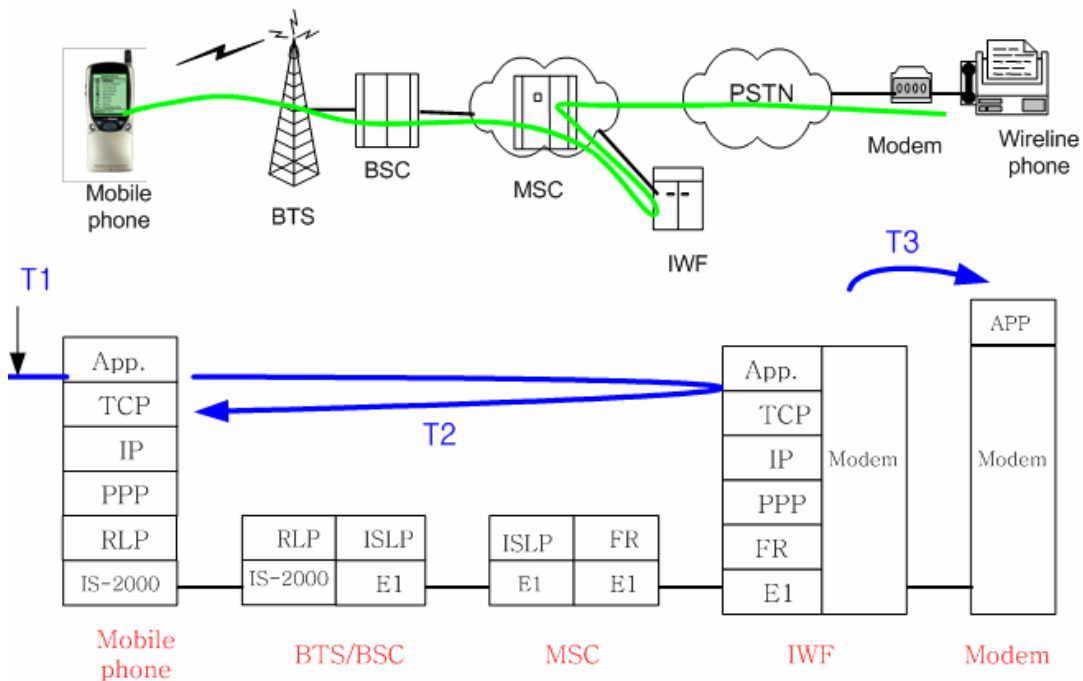 PSTN
Modem
Wireline
phone
BSC
MSC
Mobile
phone
BTS
IWF
T1
T3
T2
App.
TCP
IP
PPP
RLP
IS-2000
RLP
ISLP
IS-2000
E1
ISLP
FR
E1
E1
App.
TCP
IP
PPP
FR
E1
Modem
APP
Modem
Mobile
phone
BTS/BSC
MSC
IWF
Modem